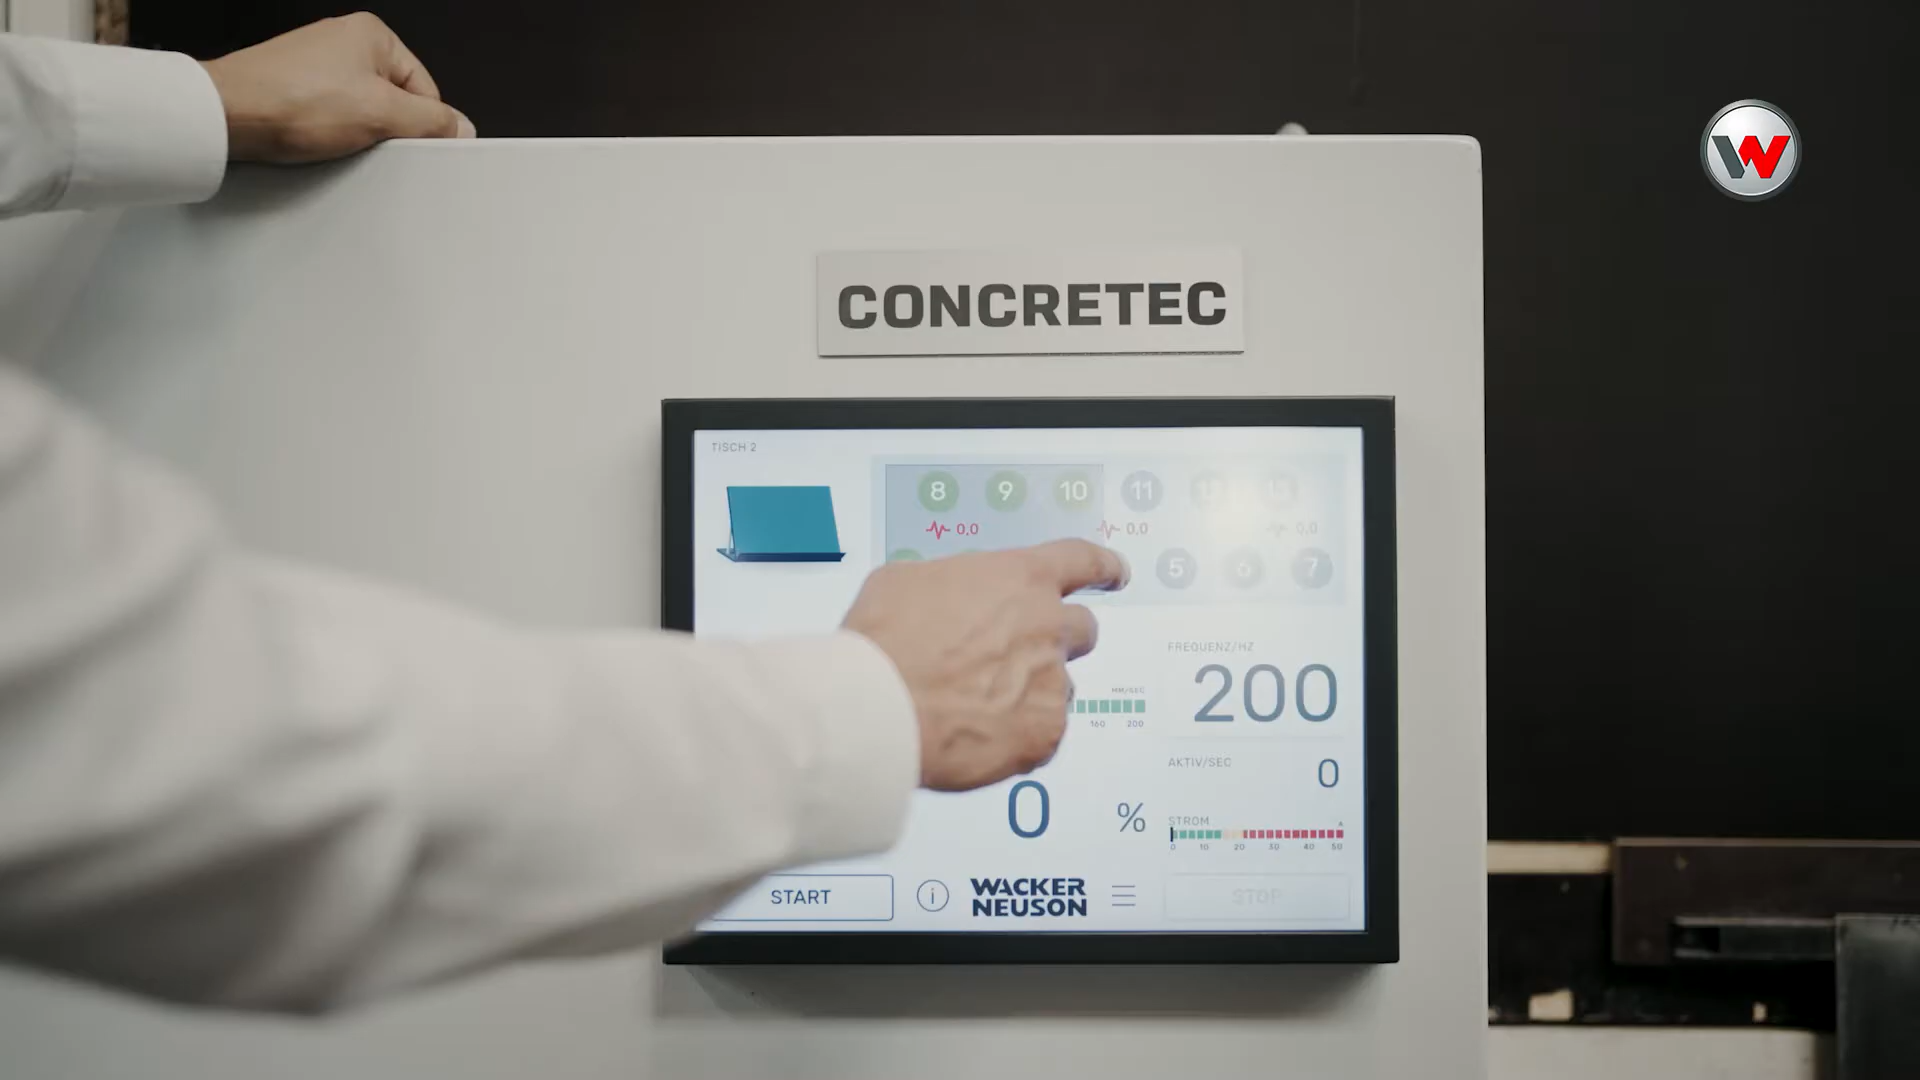 CONCRETEC
TISCH 2
8 9 10 11
0,0 0,0 0,0
5 6 7
FREQUENZ/HZ
200
MM/SEC
160 200
AKTIV/SEC
0
0 %
STROM A
0 10 20 30 40 50
START
i
WACKER
NEUSON
STOP